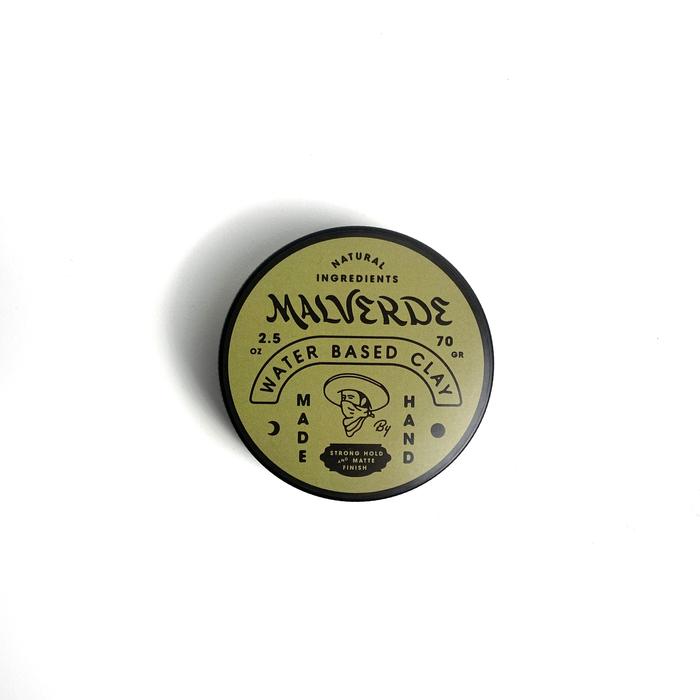 NATURAL
INGREDIENTS
MALVERDE
2.5 OZ
70 GR
WATER BASED CLAY
MADE
By
HAND
STRONG HOLD
AND MATTE
FINISH